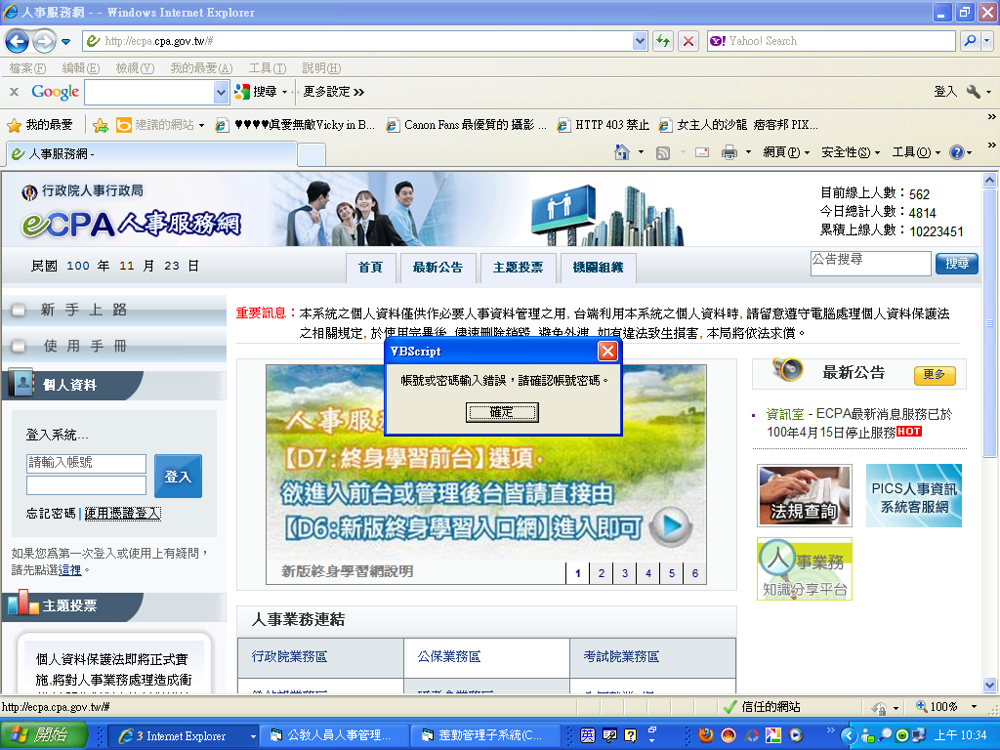 人事服務網 - - Windows Internet Explorer
http://ecpa.cpa.gov.tw/#
Yahoo! Search
檔案(F) 編輯(E) 檢視(V) 我的最愛(A) 工具(T) 說明(H)
x Google 搜尋 更多設定 >> 登入
我的最愛 建議的網站 ♥♥♥♥真愛無敵Vicky in B... Canon Fans 最優質的 攝影 ... HTTP 403 禁止 女主人的沙龍 痞客邦 PIX...
人事服務網 -
網頁(P) 安全性(S) 工具(O)
行政院人事行政局
eCPA人事服務網
目前線上人數：562
今日總計人數：4814
累積上線人數：10223451
民國 100 年 11 月 23 日
首頁 最新公告 主題投票 機關組織
公告搜尋 搜尋
新手上路
使用手冊
個人資料
登入系統...
請輸入帳號
登入
忘記密碼 | 使用憑證登入
如果您為第一次登入或使用上有疑問，
請先點選這裡。
主題投票
個人資料保護法即將正式實
施,將對人事業務處理造成衝
重要訊息：本系統之個人資料僅供作必要人事資料管理之用, 台端利用本系統之個人資料時, 請留意遵守電腦處理個人資料保護法
之相關規定, 於使用完畢後, 儘速刪除銷毀, 避免外洩, 如有違法致生損害, 本局將依法求償。
VBScript
帳號或密碼輸入錯誤，請確認帳號密碼。
確定
人事服
【D7：終身學習前台】選項，
欲進入前台或管理後台皆請直接由
【D6：新版終身學習入口網】進入即可
新版終身學習網說明
1 2 3 4 5 6
人事業務連結
行政院業務區 公保業務區 考試院業務區
最新公告 更多
資訊室 - ECPA最新消息服務已於
100年4月15日停止服務HOT
法規查詢
PICS人事資訊
系統客服網
人事業務
知識分享平台
http://ecpa.cpa.gov.tw/#
信任的網站
100%
開始
3 Internet Explorer
公教人員人事管理...
差勤管理子系統(C...
上午 10:34